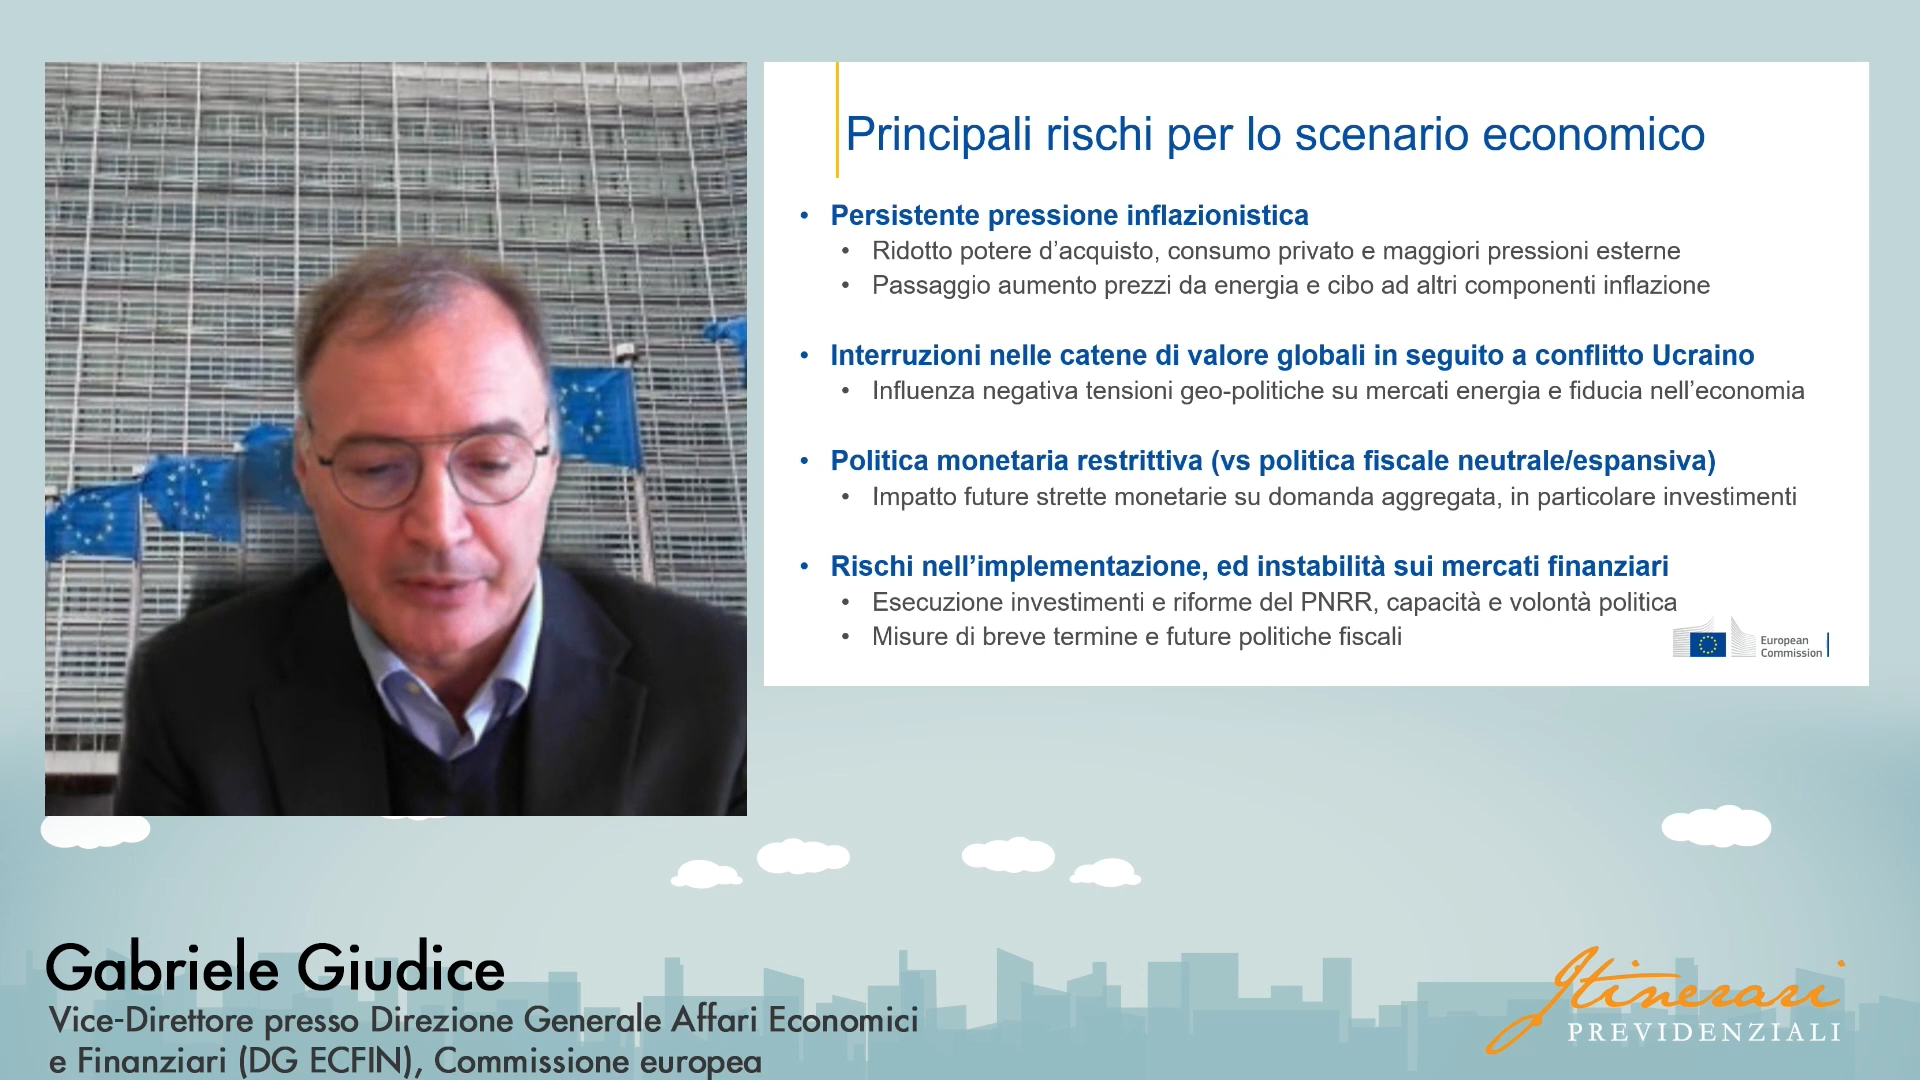 Principali rischi per lo scenario economico
• Persistente pressione inflazionistica
• Ridotto potere d’acquisto, consumo privato e maggiori pressioni esterne
• Passaggio aumento prezzi da energia e cibo ad altri componenti inflazione
• Interruzioni nelle catene di valore globali in seguito a conflitto Ucraino
• Influenza negativa tensioni geo-politiche su mercati energia e fiducia nell’economia
• Politica monetaria restrittiva (vs politica fiscale neutrale/espansiva)
• Impatto future strette monetarie su domanda aggregata, in particolare investimenti
• Rischi nell’implementazione, ed instabilità sui mercati finanziari
• Esecuzione investimenti e riforme del PNRR, capacità e volontà politica
• Misure di breve termine e future politiche fiscali
European
Commission
Gabriele Giudice
Vice-Direttore presso Direzione Generale Affari Economici
e Finanziari (DG ECFIN), Commissione europea
Itinerari
PREVIDENZIALI